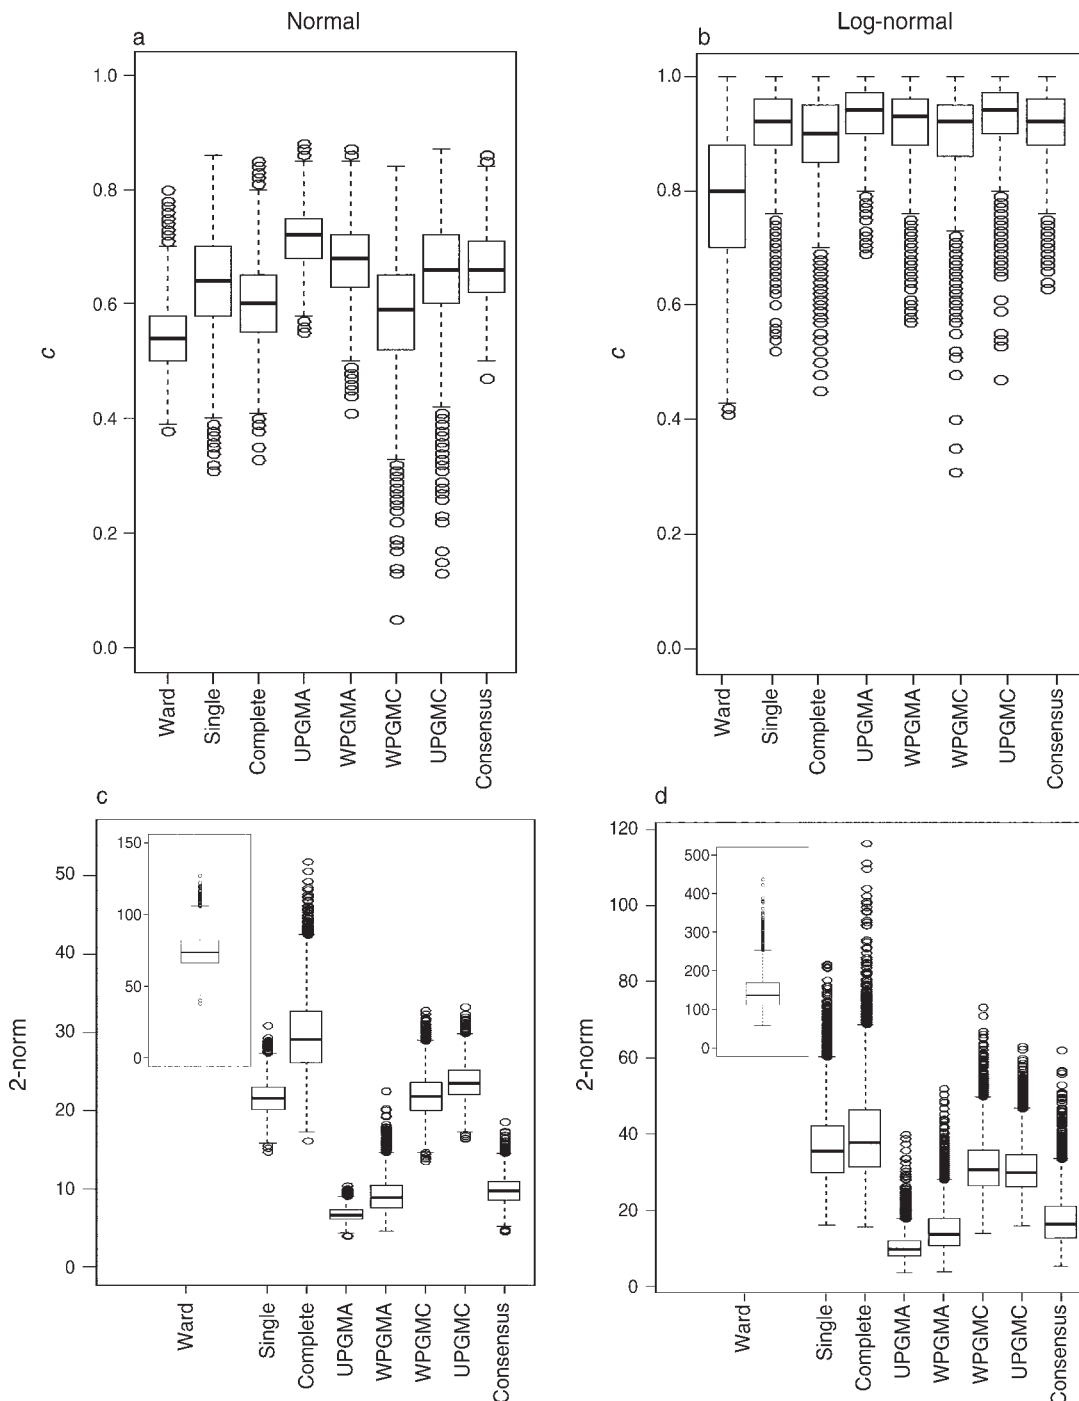 Normal
Log-normal
a
1.0
0.8
0.6
0.4
0.2
0.0
c
Ward
Single
Complete
UPGMA
WPGMA
WPGMC
UPGMC
Consensus
b
1.0
0.8
0.6
0.4
0.2
0.0
c
Ward
Single
Complete
UPGMA
WPGMA
WPGMC
UPGMC
Consensus
c
50
40
30
20
10
0
2-norm
150
100
50
0
Ward
Single
Complete
UPGMA
WPGMA
WPGMC
UPGMC
Consensus
d
120
100
80
60
40
20
0
2-norm
500
400
300
200
100
0
Ward
Single
Complete
UPGMA
WPGMA
WPGMC
UPGMC
Consensus